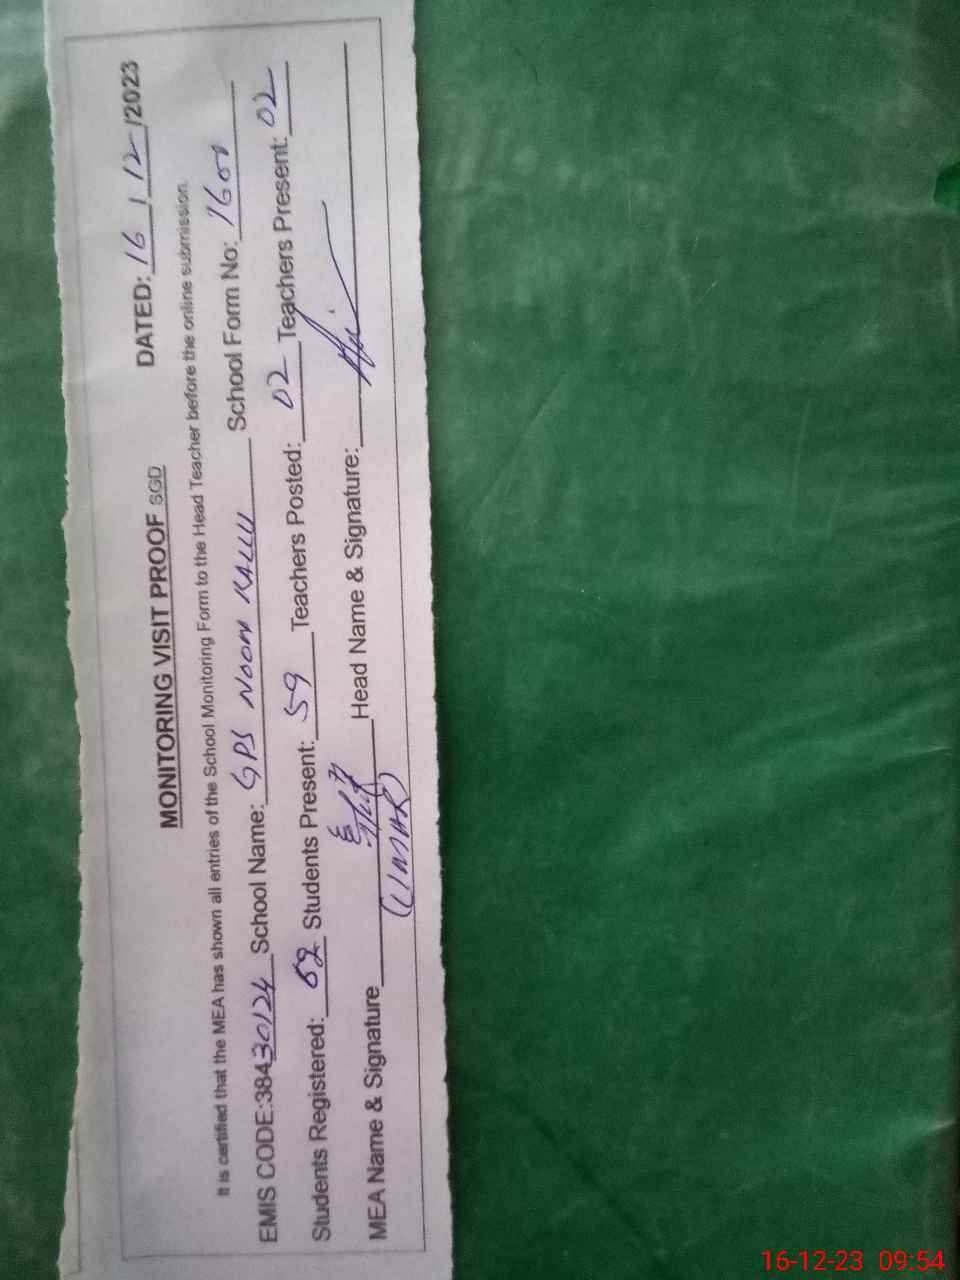 MONITORING VISIT PROOF SGD DATED: 16 / 12 /2023
It is certified that the MEA has shown all entries of the School Monitoring Form to the Head Teacher before the online submission.
EMIS CODE:38430124 School Name: GPS NOON KALLU School Form No: 1600
Students Registered: 62 Students Present: 59 Teachers Posted: 02 Teachers Present: 02
MEA Name & Signature Head Name & Signature:
(UMAR)
16-12-23 09:54